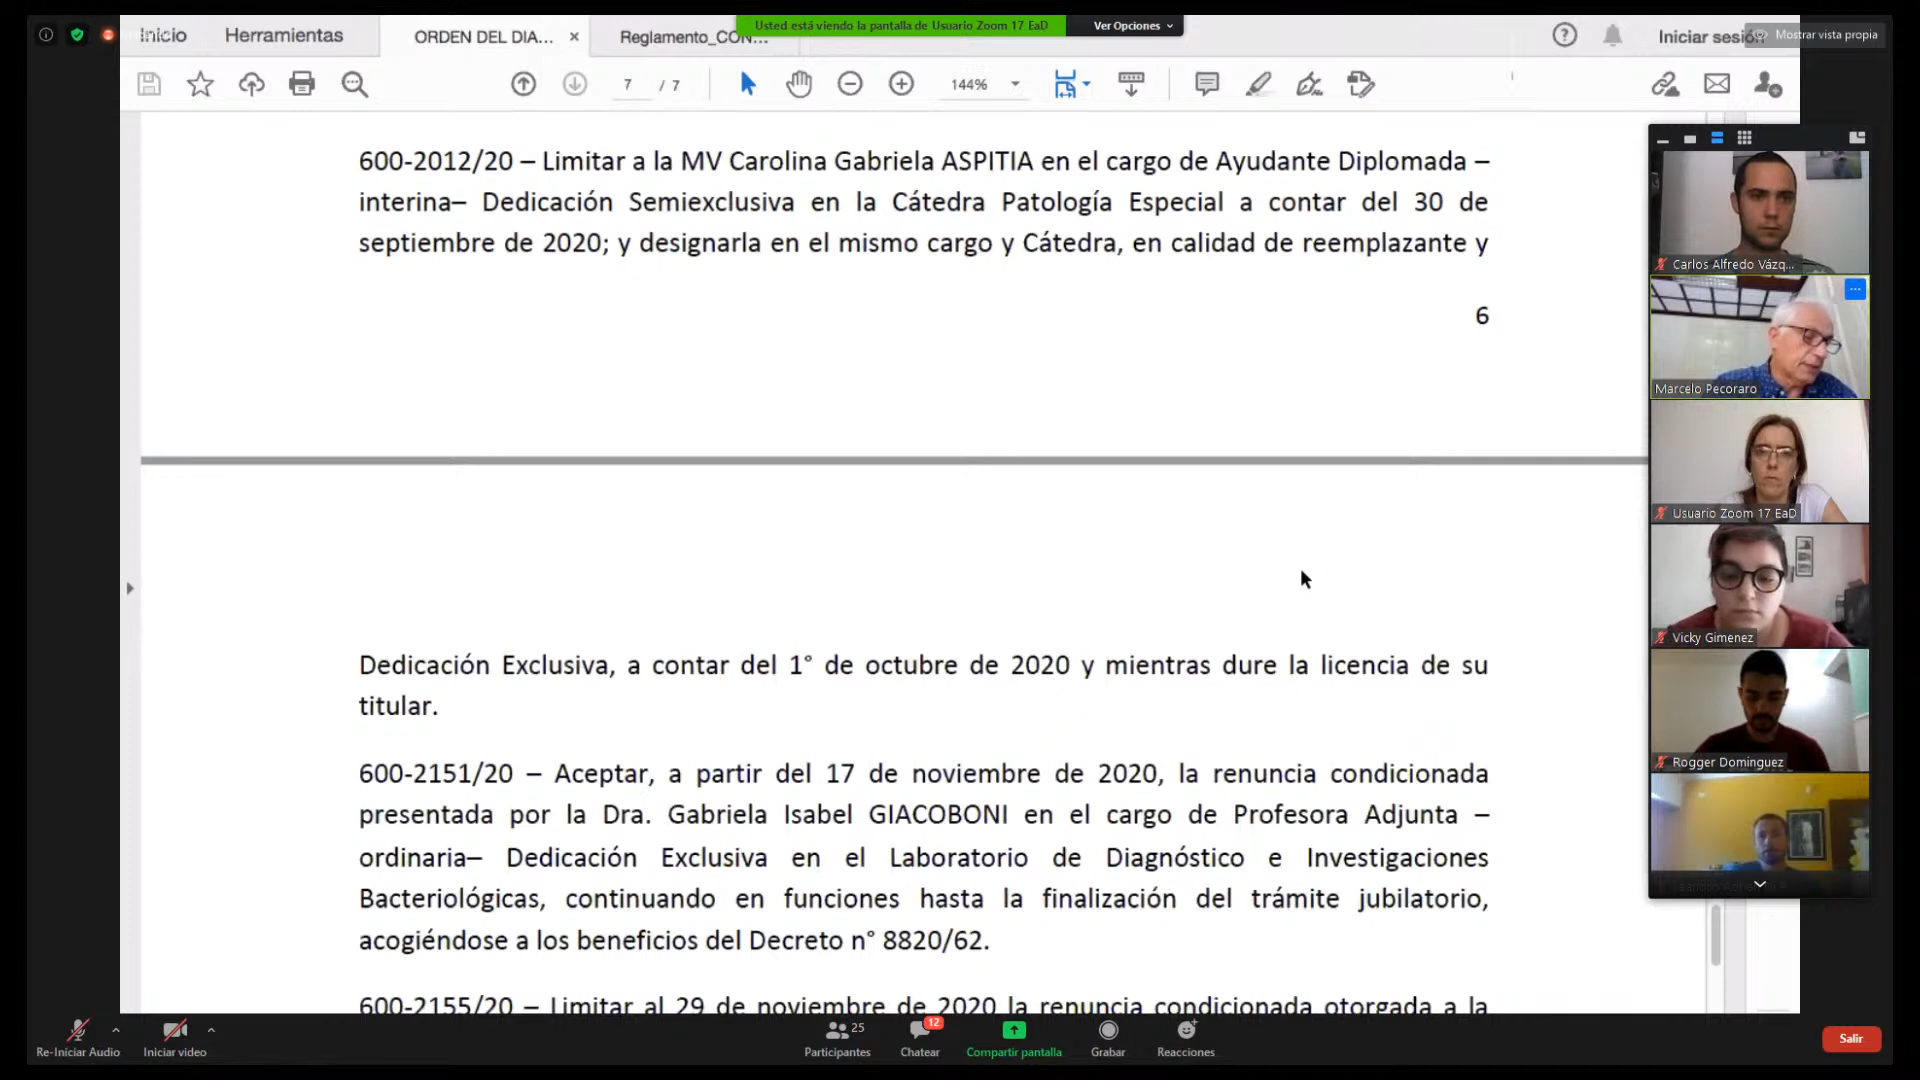 Usted está viendo la pantalla de Usuario Zoom 17 EaD
Ver Opciones
Inicio
Herramientas
ORDEN DEL DIA... ×
Reglamento_CON...
Iniciar sesión
Mostrar vista propia
7 / 7
144%
600-2012/20 – Limitar a la MV Carolina Gabriela ASPITIA en el cargo de Ayudante Diplomada –
interina– Dedicación Semiexclusiva en la Cátedra Patología Especial a contar del 30 de
septiembre de 2020; y designarla en el mismo cargo y Cátedra, en calidad de reemplazante y
6
Dedicación Exclusiva, a contar del 1° de octubre de 2020 y mientras dure la licencia de su
titular.
600-2151/20 – Aceptar, a partir del 17 de noviembre de 2020, la renuncia condicionada
presentada por la Dra. Gabriela Isabel GIACOBONI en el cargo de Profesora Adjunta –
ordinaria– Dedicación Exclusiva en el Laboratorio de Diagnóstico e Investigaciones
Bacteriológicas, continuando en funciones hasta la finalización del trámite jubilatorio,
acogiéndose a los beneficios del Decreto n° 8820/62.
600-2155/20 – Limitar al 29 de noviembre de 2020 la renuncia condicionada otorgada a la
Carlos Alfredo Vázq...
Marcelo Pecoraro
Usuario Zoom 17 EaD
Vicky Gimenez
Rogger Dominguez
Re-Iniciar Audio
Iniciar video
25
Participantes
12
Chatear
Compartir pantalla
Grabar
Reacciones
Salir